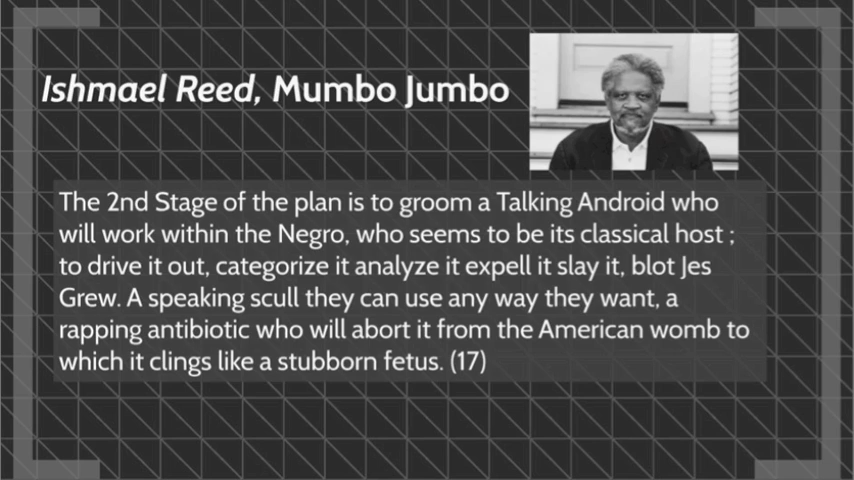 Ishmael Reed, Mumbo Jumbo
The 2nd Stage of the plan is to groom a Talking Android who
will work within the Negro, who seems to be its classical host ;
to drive it out, categorize it analyze it expell it slay it, blot Jes
Grew. A speaking scull they can use any way they want, a
rapping antibiotic who will abort it from the American womb to
which it clings like a stubborn fetus. (17)